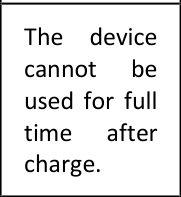 The device
cannot be
used for full
time after
charge.